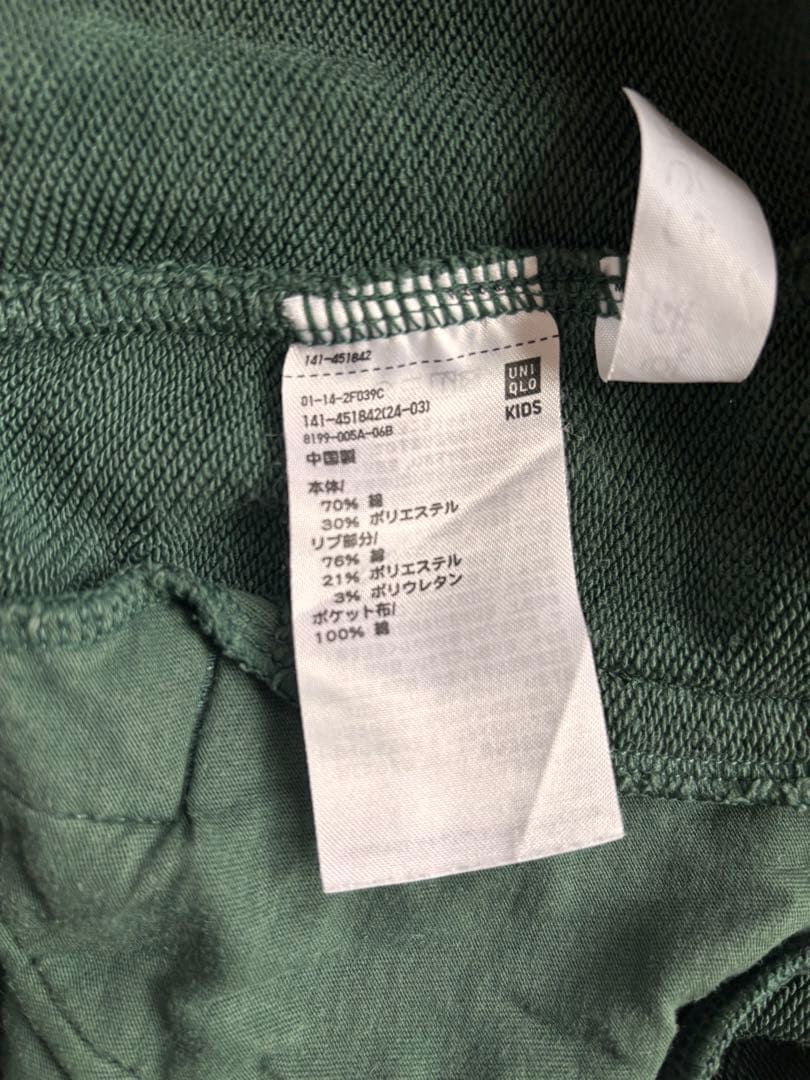 141-451842
UNI
QLO
KIDS
01-14-2F039C
141-451842(24-03)
8199-005A-06B
中国製
本体/
70% 綿
30% ポリエステル
リブ部分/
76% 綿
21% ポリエステル
3% ポリウレタン
ポケット布/
100% 綿